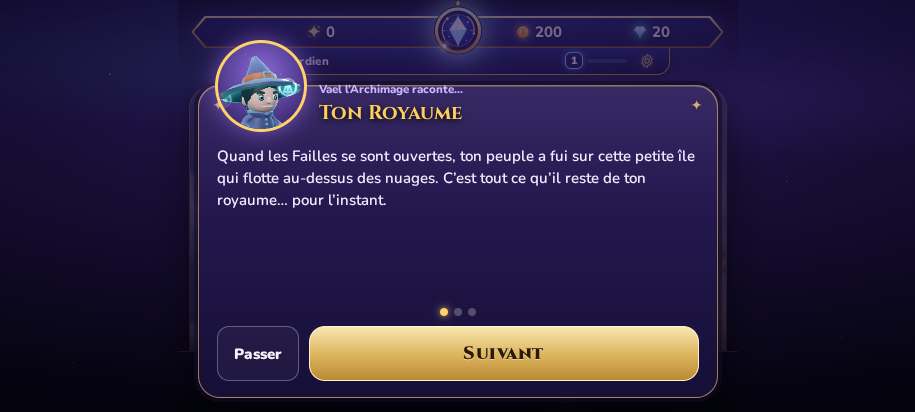 0
200
20
rdien
1
Vael l'Archimage raconte...
Ton Royaume
Quand les Failles se sont ouvertes, ton peuple a fui sur cette petite île
qui flotte au-dessus des nuages. C'est tout ce qu'il reste de ton
royaume... pour l'instant.
Passer
Suivant